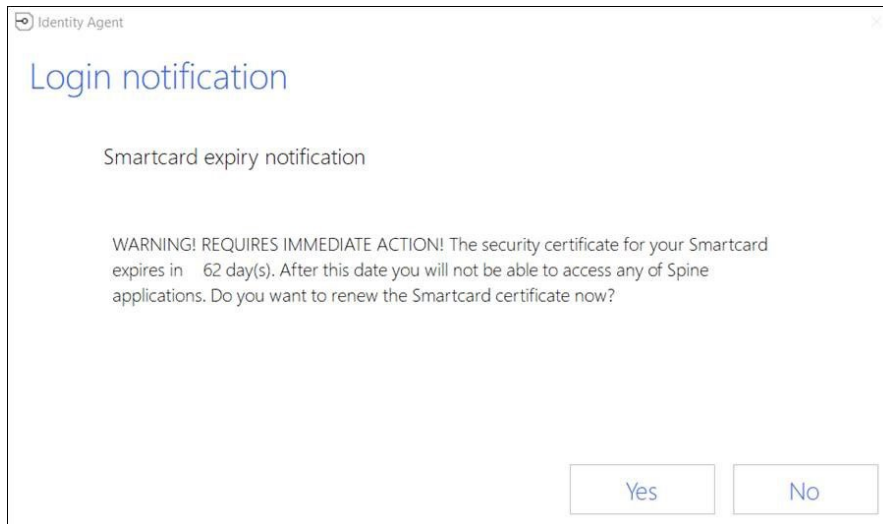 Identity Agent
Login notification
Smartcard expiry notification
WARNING! REQUIRES IMMEDIATE ACTION! The security certificate for your Smartcard
expires in 62 day(s). After this date you will not be able to access any of Spine
applications. Do you want to renew the Smartcard certificate now?
Yes No